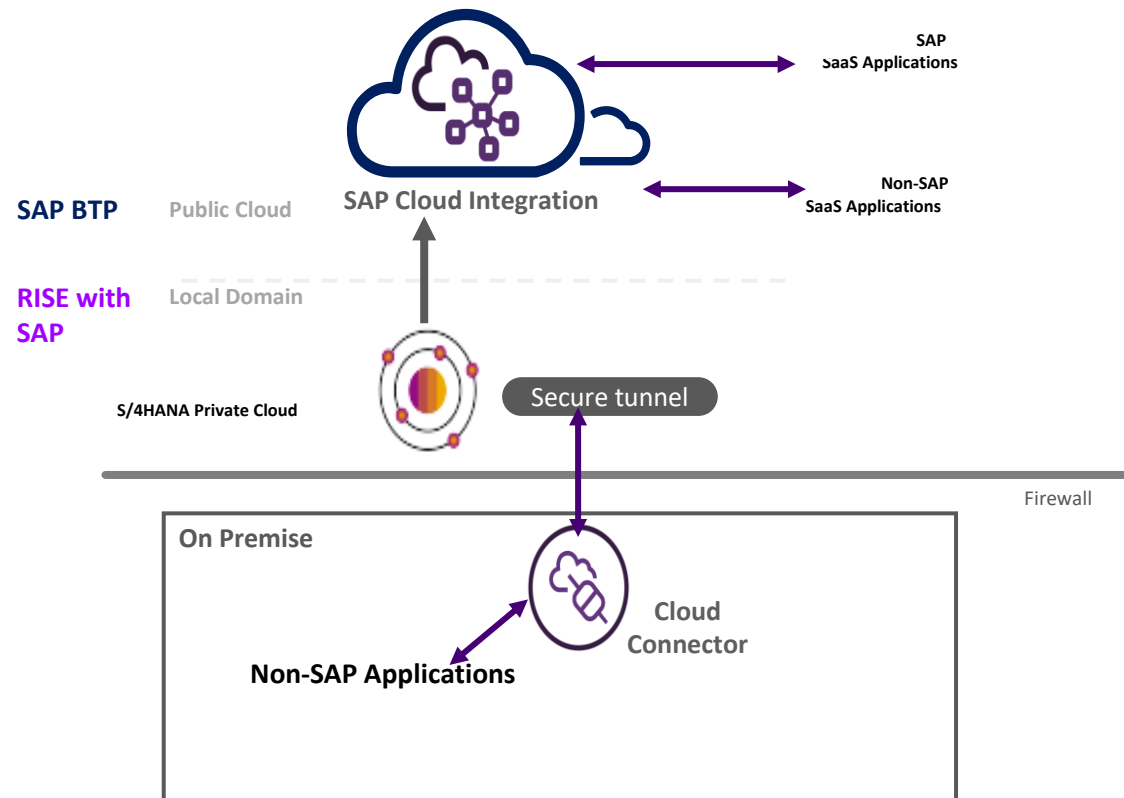 SAP
SaaS Applications
Non-SAP
SaaS Applications
SAP Cloud Integration
SAP BTP
Public Cloud
RISE with
SAP
Local Domain
S/4HANA Private Cloud
Secure tunnel
Firewall
On Premise
Cloud
Connector
Non-SAP Applications